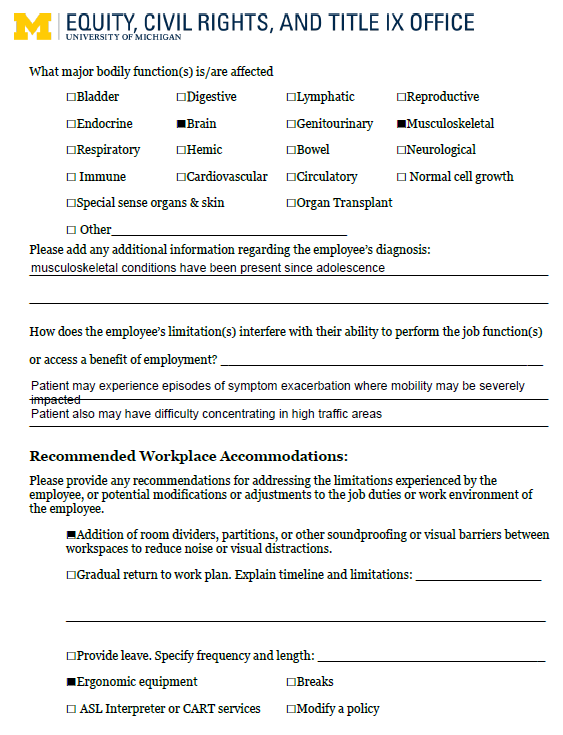 M EQUITY, CIVIL RIGHTS, AND TITLE IX OFFICE
UNIVERSITY OF MICHIGAN
What major bodily function(s) is/are affected
☐Bladder ☐Digestive ☐Lymphatic ☐Reproductive
☐Endocrine ■Brain ☐Genitourinary ■Musculoskeletal
☐Respiratory ☐Hemic ☐Bowel ☐Neurological
☐ Immune ☐Cardiovascular ☐Circulatory ☐ Normal cell growth
☐Special sense organs & skin ☐Organ Transplant
☐ Other____________________________________
Please add any additional information regarding the employee's diagnosis:
musculoskeletal conditions have been present since adolescence
How does the employee's limitation(s) interfere with their ability to perform the job function(s)
or access a benefit of employment? ____________________________________
Patient may experience episodes of symptom exacerbation where mobility may be severely
impacted
Patient also may have difficulty concentrating in high traffic areas
Recommended Workplace Accommodations:
Please provide any recommendations for addressing the limitations experienced by the
employee, or potential modifications or adjustments to the job duties or work environment of
the employee.
■Addition of room dividers, partitions, or other soundproofing or visual barriers between
workspaces to reduce noise or visual distractions.
☐Gradual return to work plan. Explain timeline and limitations: ____________________
☐Provide leave. Specify frequency and length: ____________________________________
■Ergonomic equipment ☐Breaks
☐ ASL Interpreter or CART services ☐Modify a policy